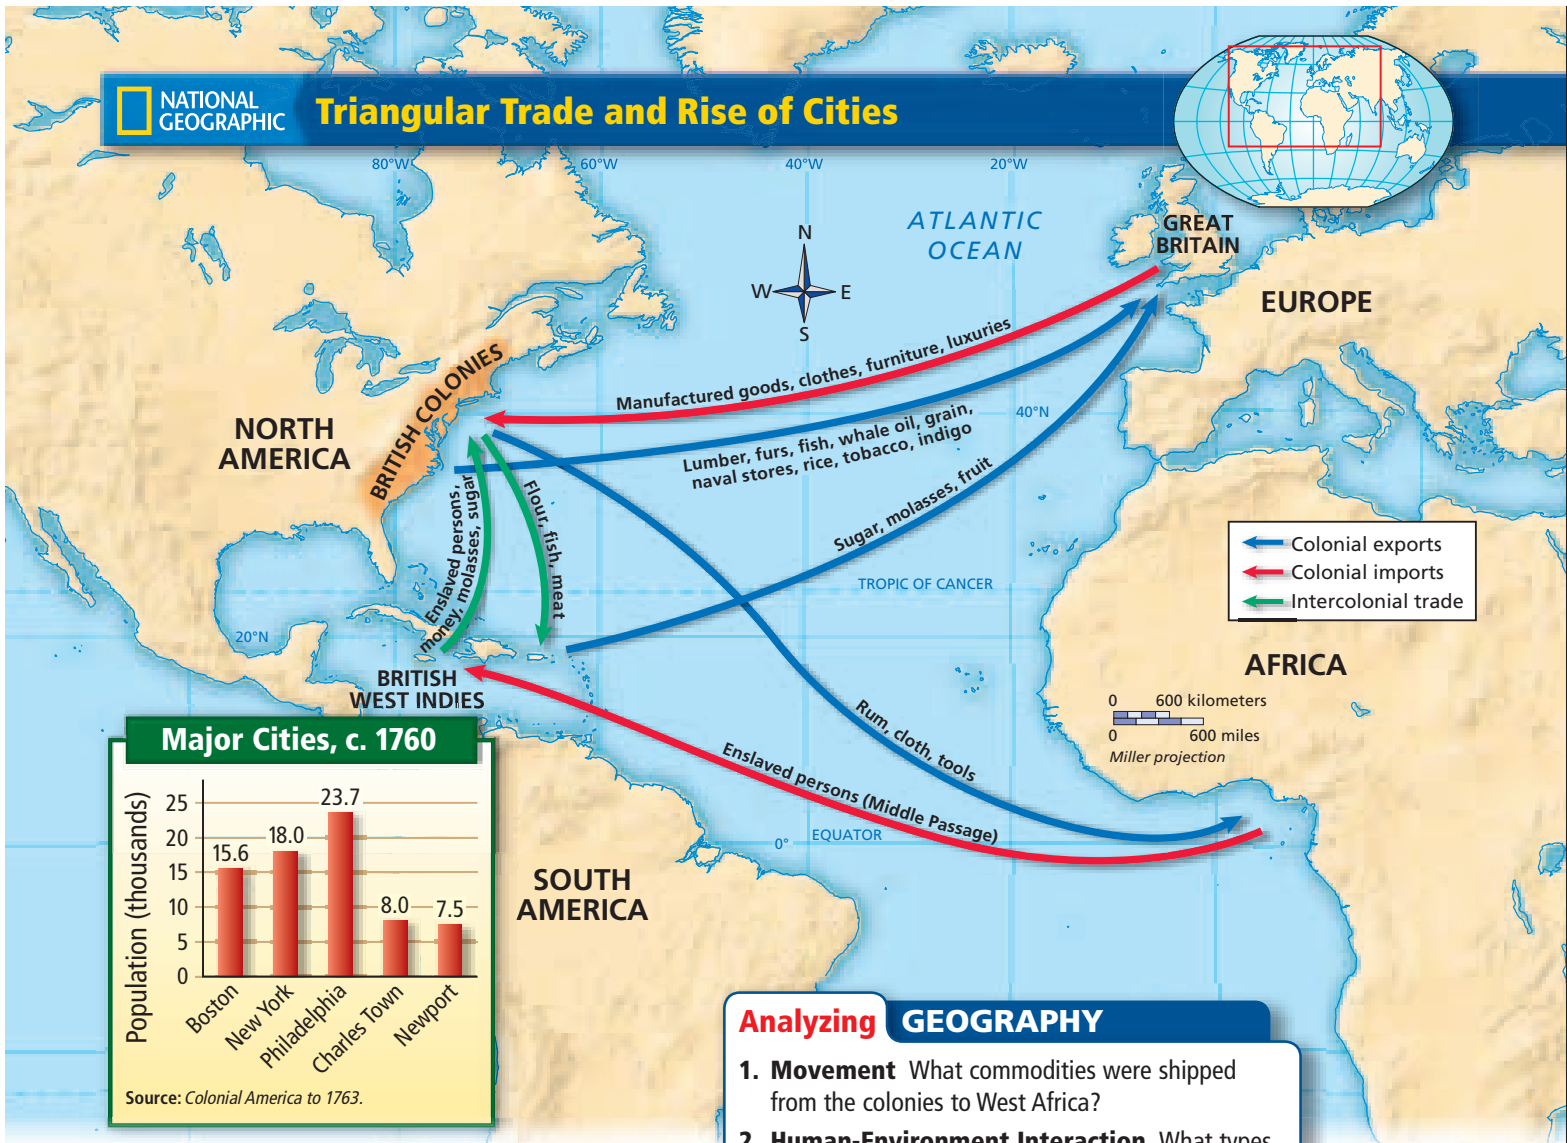 NATIONAL
GEOGRAPHIC
Triangular Trade and Rise of Cities
80°W
60°W
40°W
20°W
ATLANTIC
OCEAN
GREAT
BRITAIN
EUROPE
N
W
E
S
Manufactured goods, clothes, furniture, luxuries
BRITISH COLONIES
NORTH
AMERICA
40°N
Lumber, furs, fish, whale oil, grain,
naval stores, rice, tobacco, indigo
Enslaved persons,
money, molasses, sugar
Flour, fish, meat
Sugar, molasses, fruit
Colonial exports
Colonial imports
Intercolonial trade
TROPIC OF CANCER
20°N
AFRICA
BRITISH
WEST INDIES
0 600 kilometers
0 600 miles
Miller projection
Rum, cloth, tools
Enslaved persons (Middle Passage)
0°
EQUATOR
SOUTH
AMERICA
Major Cities, c. 1760
Population (thousands)
25
20
15
10
5
0
15.6
18.0
23.7
8.0
7.5
Boston
New York
Philadelphia
Charles Town
Newport
Source: Colonial America to 1763.
Analyzing GEOGRAPHY
1. Movement What commodities were shipped
from the colonies to West Africa?
2. Human-Environment Interaction What types